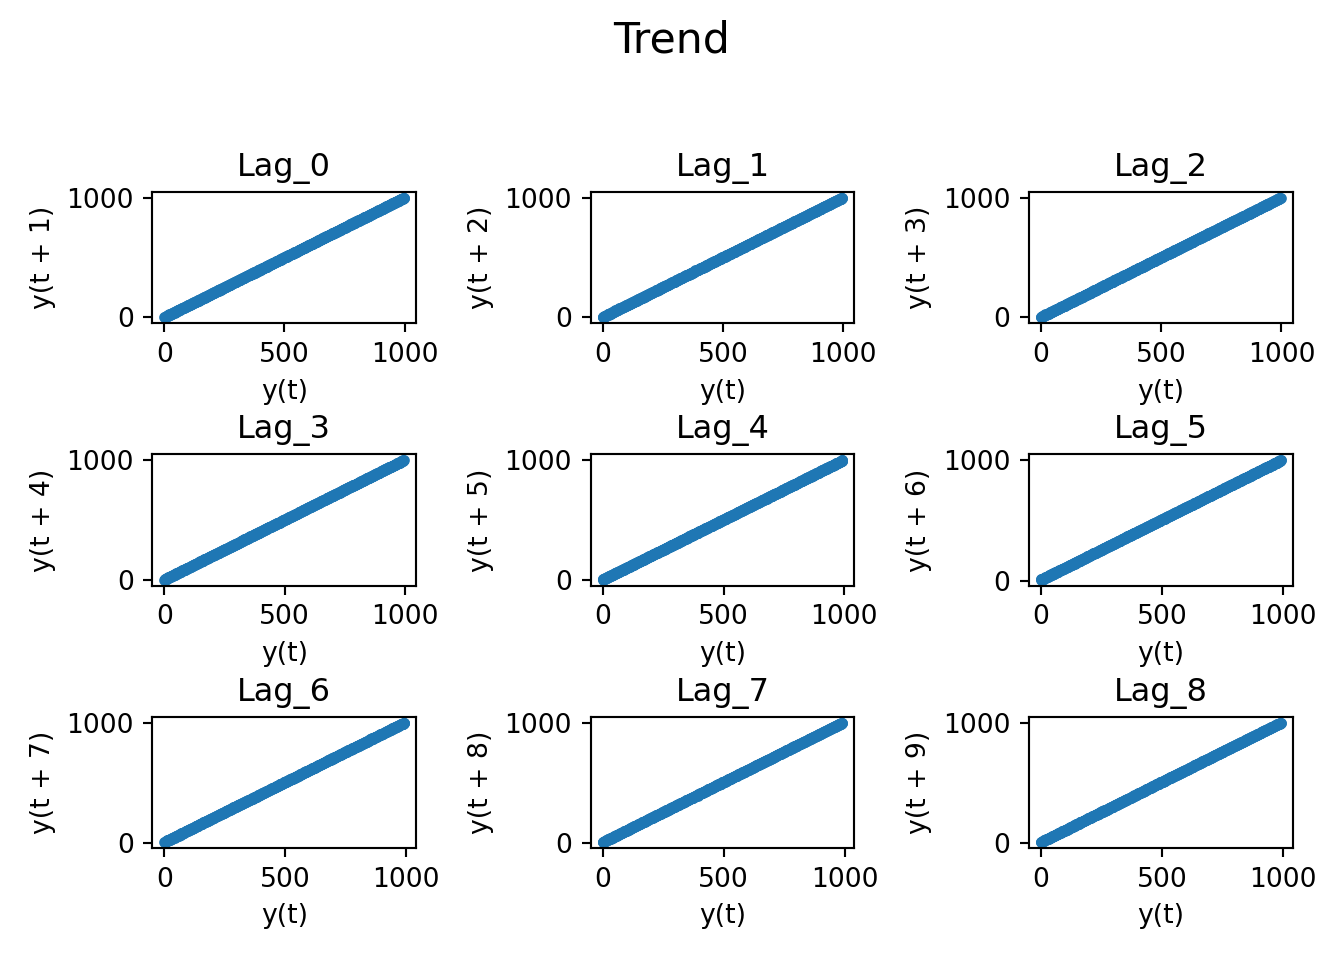 Trend
Lag_0
1000
0
y(t + 1)
0 500 1000
y(t)
Lag_1
1000
0
y(t + 2)
0 500 1000
y(t)
Lag_2
1000
0
y(t + 3)
0 500 1000
y(t)
Lag_3
1000
0
y(t + 4)
0 500 1000
y(t)
Lag_4
1000
0
y(t + 5)
0 500 1000
y(t)
Lag_5
1000
0
y(t + 6)
0 500 1000
y(t)
Lag_6
1000
0
y(t + 7)
0 500 1000
y(t)
Lag_7
1000
0
y(t + 8)
0 500 1000
y(t)
Lag_8
1000
0
y(t + 9)
0 500 1000
y(t)